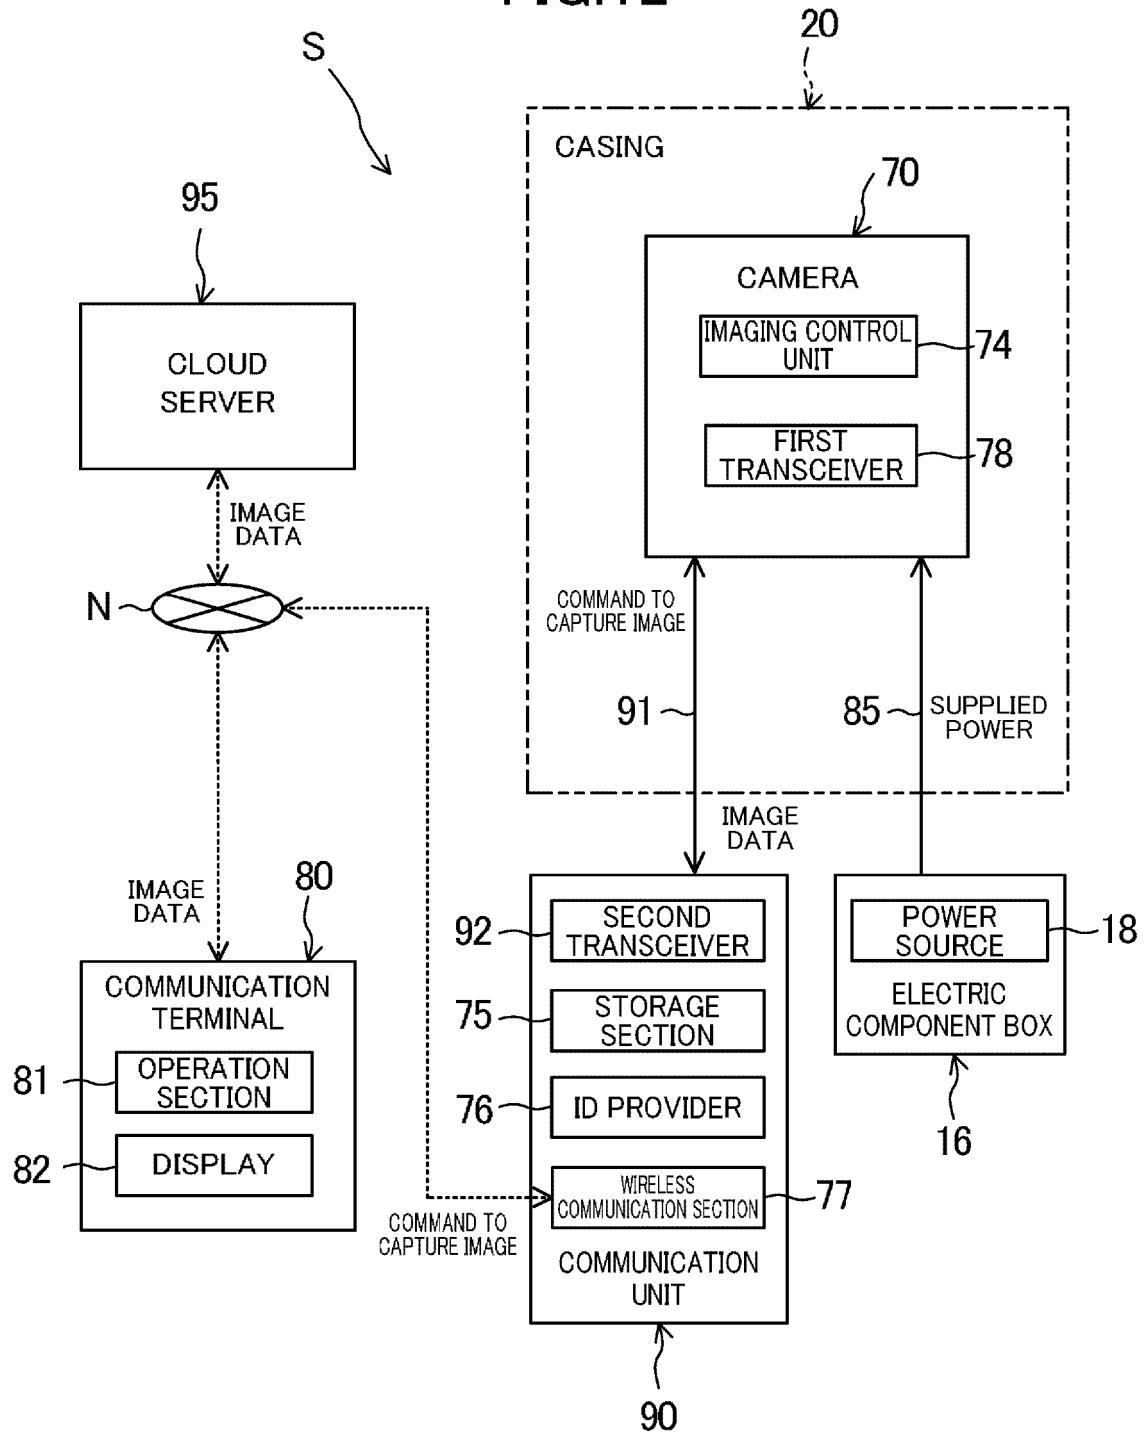 20
S
CASING
70
95
CAMERA
IMAGING CONTROL
UNIT
74
CLOUD
SERVER
FIRST
TRANSCEIVER
78
IMAGE
DATA
N
COMMAND TO
CAPTURE IMAGE
91
85
SUPPLIED
POWER
IMAGE
DATA
IMAGE
DATA
80
92
SECOND
TRANSCEIVER
POWER
SOURCE
18
COMMUNICATION
TERMINAL
75
STORAGE
SECTION
ELECTRIC
COMPONENT BOX
81
OPERATION
SECTION
76
ID PROVIDER
16
82
DISPLAY
WIRELESS
COMMUNICATION SECTION
77
COMMAND TO
CAPTURE IMAGE
COMMUNICATION
UNIT
90